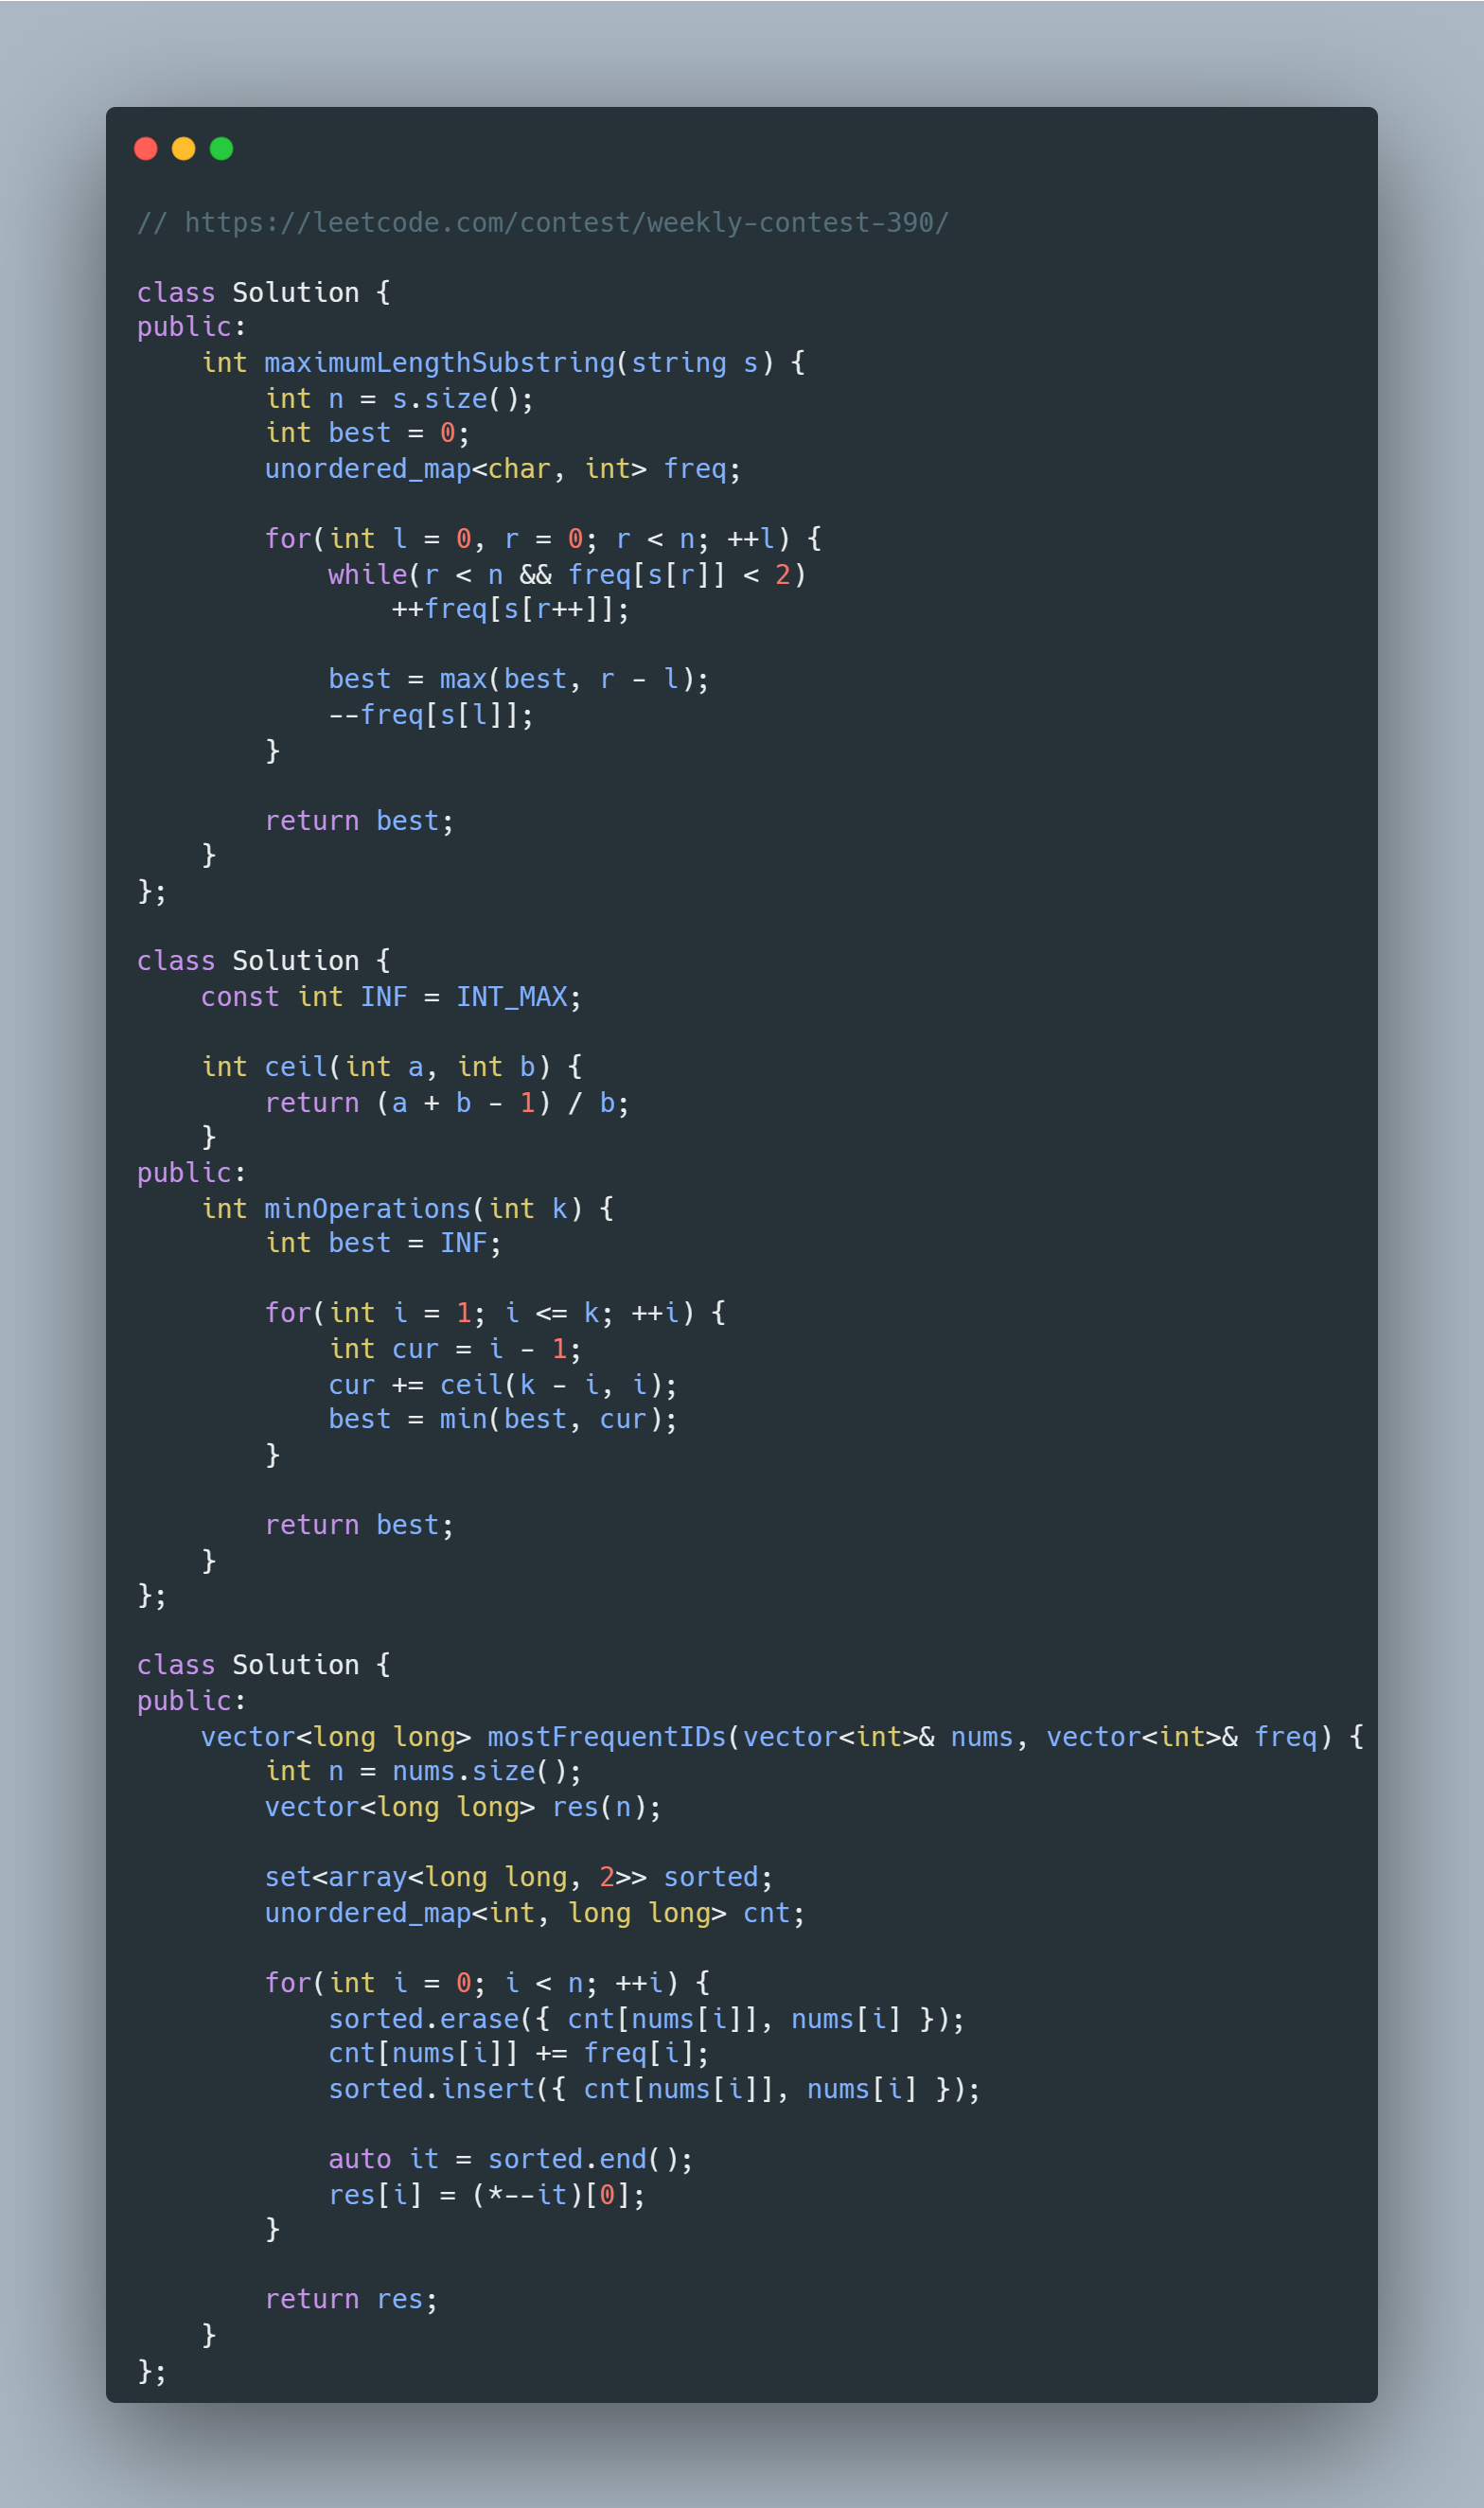 // https://leetcode.com/contest/weekly-contest-390/

class Solution {
public:
    int maximumLengthSubstring(string s) {
        int n = s.size();
        int best = 0;
        unordered_map<char, int> freq;

        for(int l = 0, r = 0; r < n; ++l) {
            while(r < n && freq[s[r]] < 2)
                ++freq[s[r++]];

            best = max(best, r - l);
            --freq[s[l]];
        }

        return best;
    }
};

class Solution {
    const int INF = INT_MAX;

    int ceil(int a, int b) {
        return (a + b - 1) / b;
    }
public:
    int minOperations(int k) {
        int best = INF;

        for(int i = 1; i <= k; ++i) {
            int cur = i - 1;
            cur += ceil(k - i, i);
            best = min(best, cur);
        }

        return best;
    }
};

class Solution {
public:
    vector<long long> mostFrequentIDs(vector<int>& nums, vector<int>& freq) {
        int n = nums.size();
        vector<long long> res(n);

        set<array<long long, 2>> sorted;
        unordered_map<int, long long> cnt;

        for(int i = 0; i < n; ++i) {
            sorted.erase({ cnt[nums[i]], nums[i] });
            cnt[nums[i]] += freq[i];
            sorted.insert({ cnt[nums[i]], nums[i] });

            auto it = sorted.end();
            res[i] = (*--it)[0];
        }

        return res;
    }
};